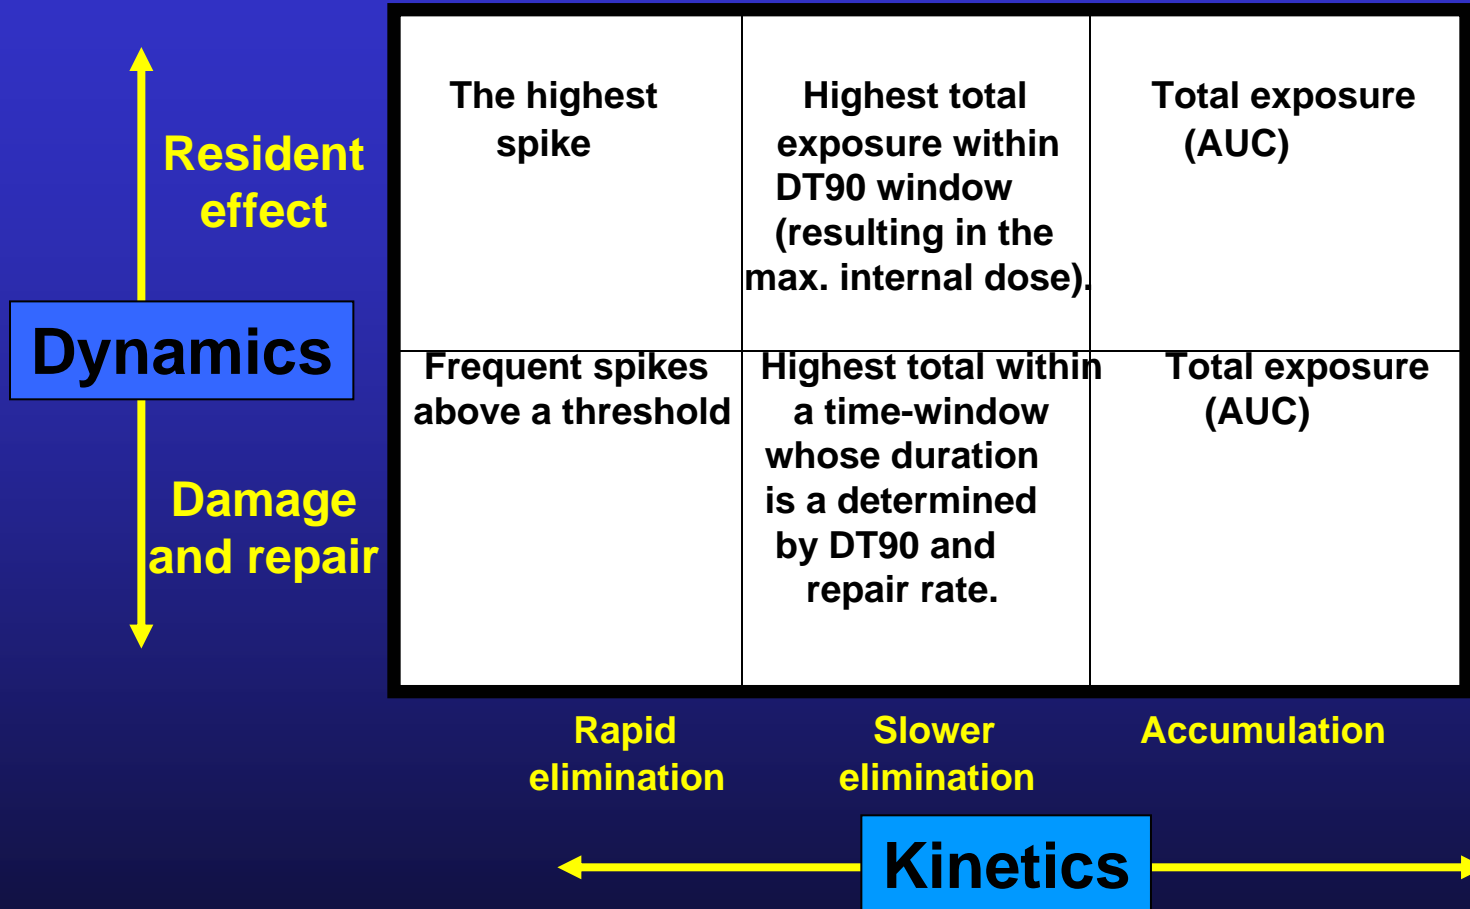 Resident
effect
Dynamics
Damage
and repair
The highest
spike
Highest total
exposure within
DT90 window
(resulting in the
max. internal dose).
Total exposure
(AUC)
Frequent spikes
above a threshold
Highest total within
a time-window
whose duration
is a determined
by DT90 and
repair rate.
Total exposure
(AUC)
Rapid
elimination
Slower
elimination
Accumulation
Kinetics